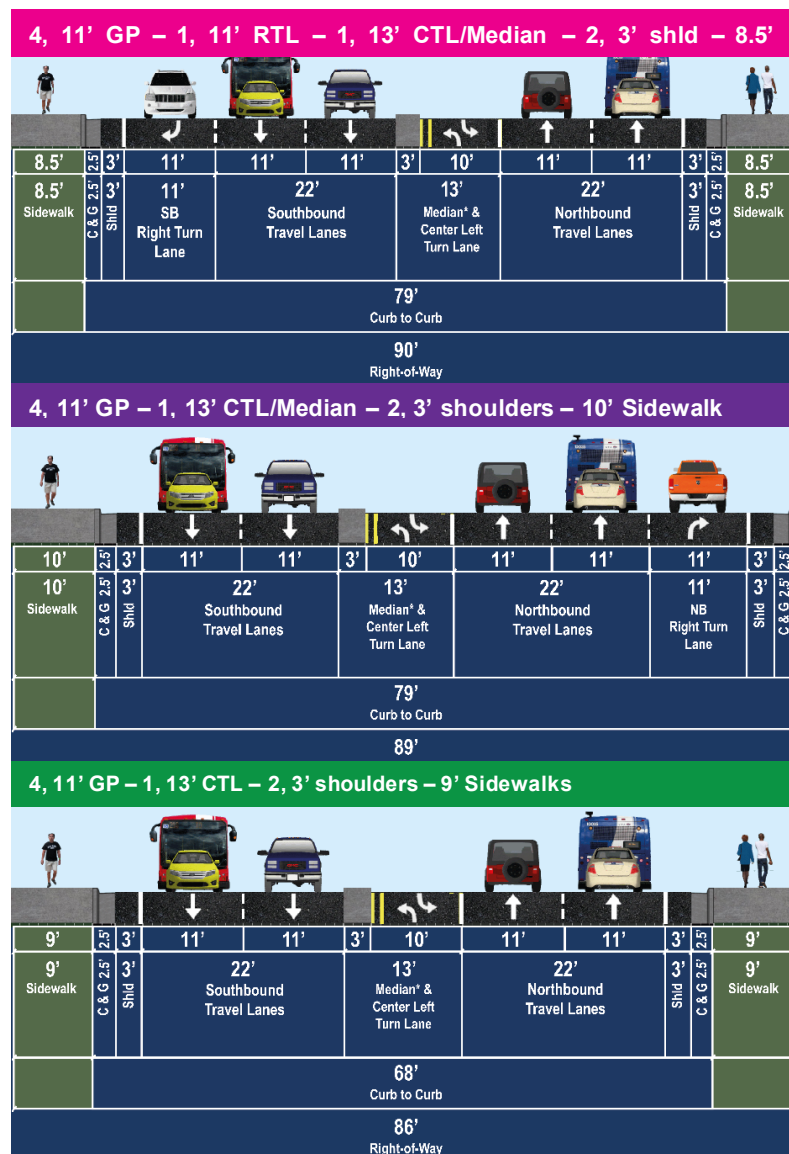 4, 11’ GP – 1, 11’ RTL – 1, 13’ CTL/Median – 2, 3’ shld – 8.5’
8.5’ 2.5’ 3’ 11’ 11’ 11’ 3’ 10’ 11’ 11’ 3’ 2.5’ 8.5’
8.5’
Sidewalk
C & G 2.5’
3’
Shld
11’
SB
Right Turn
Lane
22’
Southbound
Travel Lanes
13’
Median* &
Center Left
Turn Lane
22’
Northbound
Travel Lanes
3’
Shld
C & G 2.5’
8.5’
Sidewalk
79’
Curb to Curb
90’
Right-of-Way
4, 11’ GP – 1, 13’ CTL/Median – 2, 3’ shoulders – 10’ Sidewalk
10’ 2.5’ 3’ 11’ 11’ 3’ 10’ 11’ 11’ 11’ 3’ 2.5’
10’
Sidewalk
C & G 2.5’
3’
Shld
22’
Southbound
Travel Lanes
13’
Median* &
Center Left
Turn Lane
22’
Northbound
Travel Lanes
11’
NB
Right Turn
Lane
3’
Shld
C & G 2.5’
79’
Curb to Curb
89’
4, 11’ GP – 1, 13’ CTL – 2, 3’ shoulders – 9’ Sidewalks
9’ 2.5’ 3’ 11’ 11’ 3’ 10’ 11’ 11’ 3’ 2.5’ 9’
9’
Sidewalk
C & G 2.5’
3’
Shld
22’
Southbound
Travel Lanes
13’
Median* &
Center Left
Turn Lane
22’
Northbound
Travel Lanes
3’
Shld
C & G 2.5’
9’
Sidewalk
68’
Curb to Curb
86’
Right-of-Way